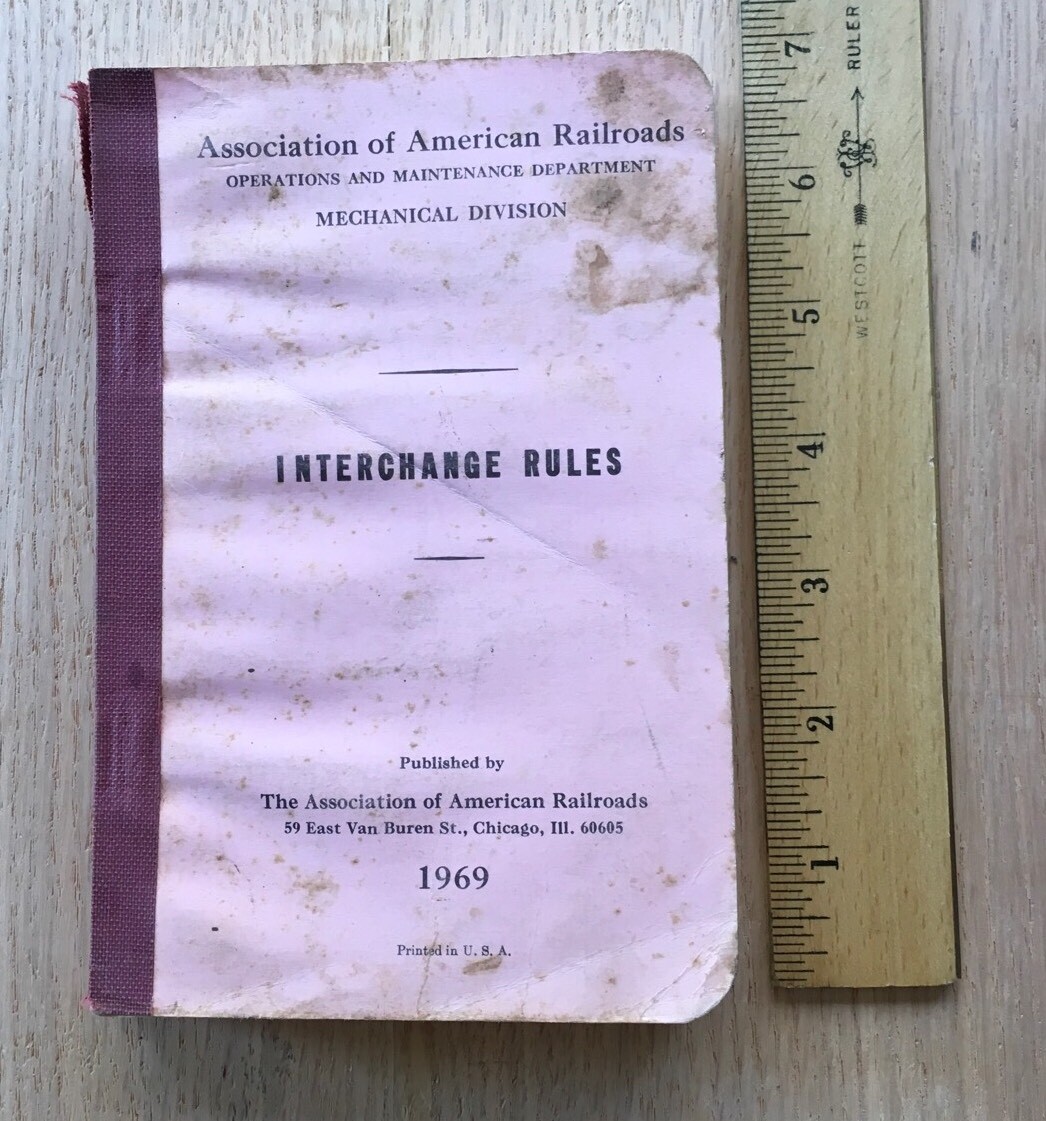 Association of American Railroads
OPERATIONS AND MAINTENANCE DEPARTMENT
MECHANICAL DIVISION
INTERCHANGE RULES
Published by
The Association of American Railroads
59 East Van Buren St., Chicago, Ill. 60605
1969
Printed in U. S. A.
7
6
5
4
3
2
1
WESTCOTT RULER